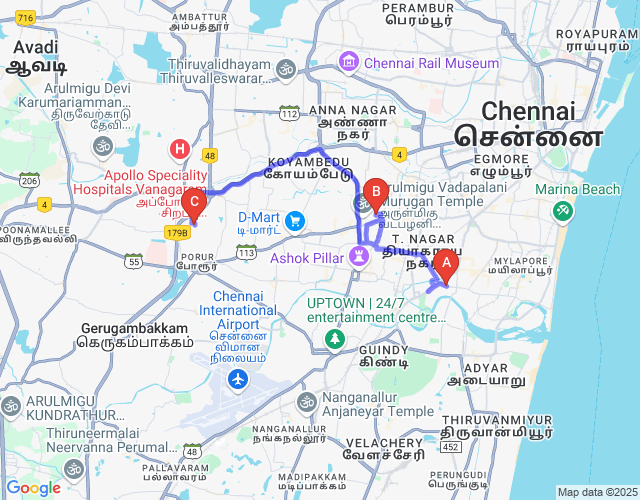 716
AMBATTUR
அம்பத்தூர்
PERAMBUR
பெரம்பூர்
ROYAPURAM
ராய்புரம்
Avadi
ஆவடி
Thiruvalidhayam
Thiruvalleswarar...
Chennai Rail Museum
Arulmigu Devi
Karumariamman...
திருவேற்காடு
தேவி ...
112
ANNA NAGAR
அண்ணா
நகர்
Chennai
சென்னை
48
KOYAMBEDU
கோயம்பேடு
4
EGMORE
எழும்பூர்
Apollo Speciality
Hospitals Vanagaram
206
4
C
B
Arulmigu Vadapalani
Murugan Temple
அருள்மிகு
வடபழனி...
Marina Beach
POONAMALLEE
பூவிருந்தவல்லி
179B
D-Mart
டி-மார்ட்
T. NAGAR
தியாகராய
நகர்
PORUR
போரூர்
113
Ashok Pillar
A
MYLAPORE
மயிலாப்பூர்
Chennai
International
Airport
சென்னை
விமான
நிலையம்
UPTOWN | 24/7
entertainment centre...
Gerugambakkam
கெருகம்பாக்கம்
GUINDY
கிண்டி
ADYAR
அடையாறு
ARULMIGU
KUNDRATHUR...
48
Nanganallur
Anjaneyar Temple
THIRUVANMIYUR
திருவான்மியூர்
Thiruneermalai
Neervanna Perumal...
NANGANALLUR
நங்கநல்லூர்
VELACHERY
வேளச்சேரி
452
PALLAVARAM
பல்லாவரம்
MADIPAKKAM
மடிப்பாக்கம்
PERUNGUDI
பெருங்குடி
Google
Map data ©2025